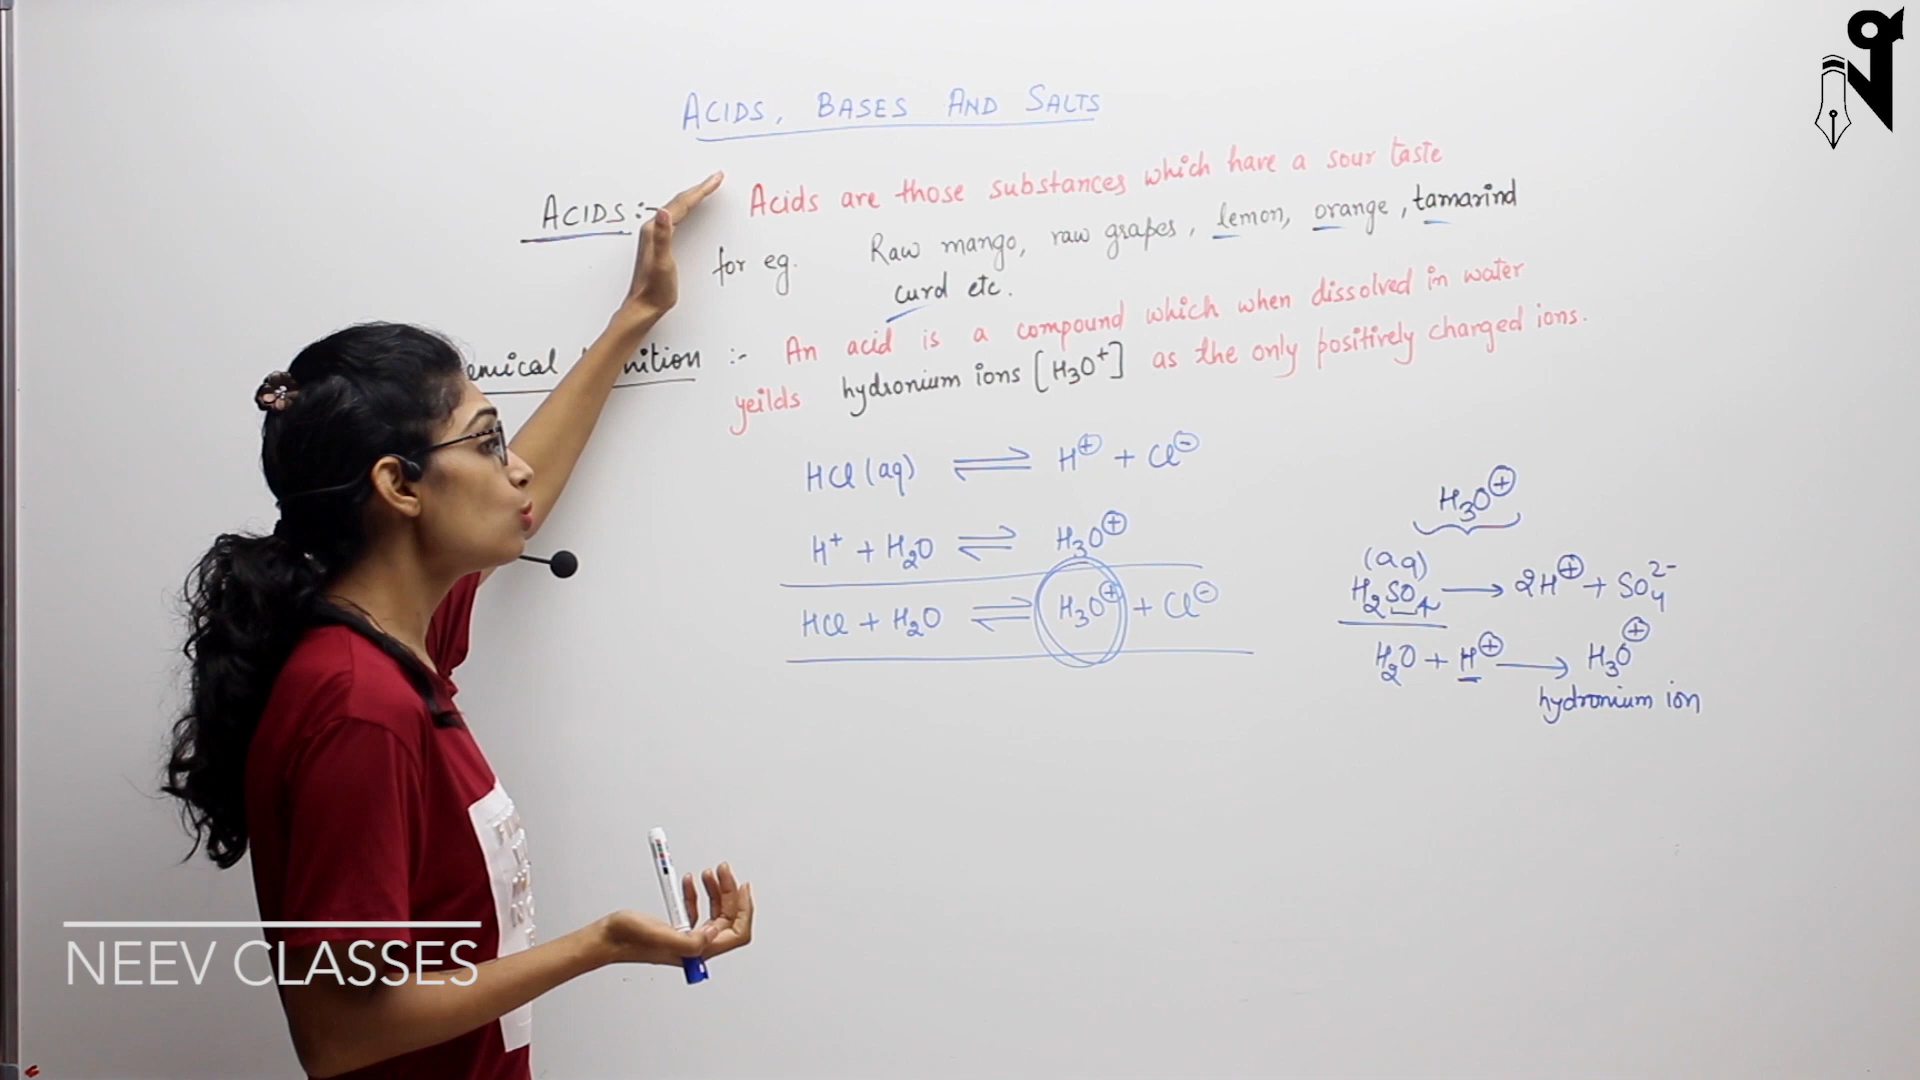 ACIDS, BASES AND SALTS
ACIDS :- Acids are those substances which have a sour taste
for eg. Raw mango, raw grapes, lemon, orange, tamarind
curd etc.
:- An acid is a compound which when dissolved in water
yeilds hydronium ions [H₃O⁺] as the only positively charged ions.
HCl (aq) ⇌ H⊕ + Cl⊖
H⁺ + H₂O ⇌ H₃O⊕
HCl + H₂O ⇌ H₃O⊕ + Cl⊖
H₃O⊕
(aq)
H₂SO₄ → 2H⊕ + SO₄²⁻
H₂O + H⊕ → H₃O⊕
hydronium ion
NEEV CLASSES